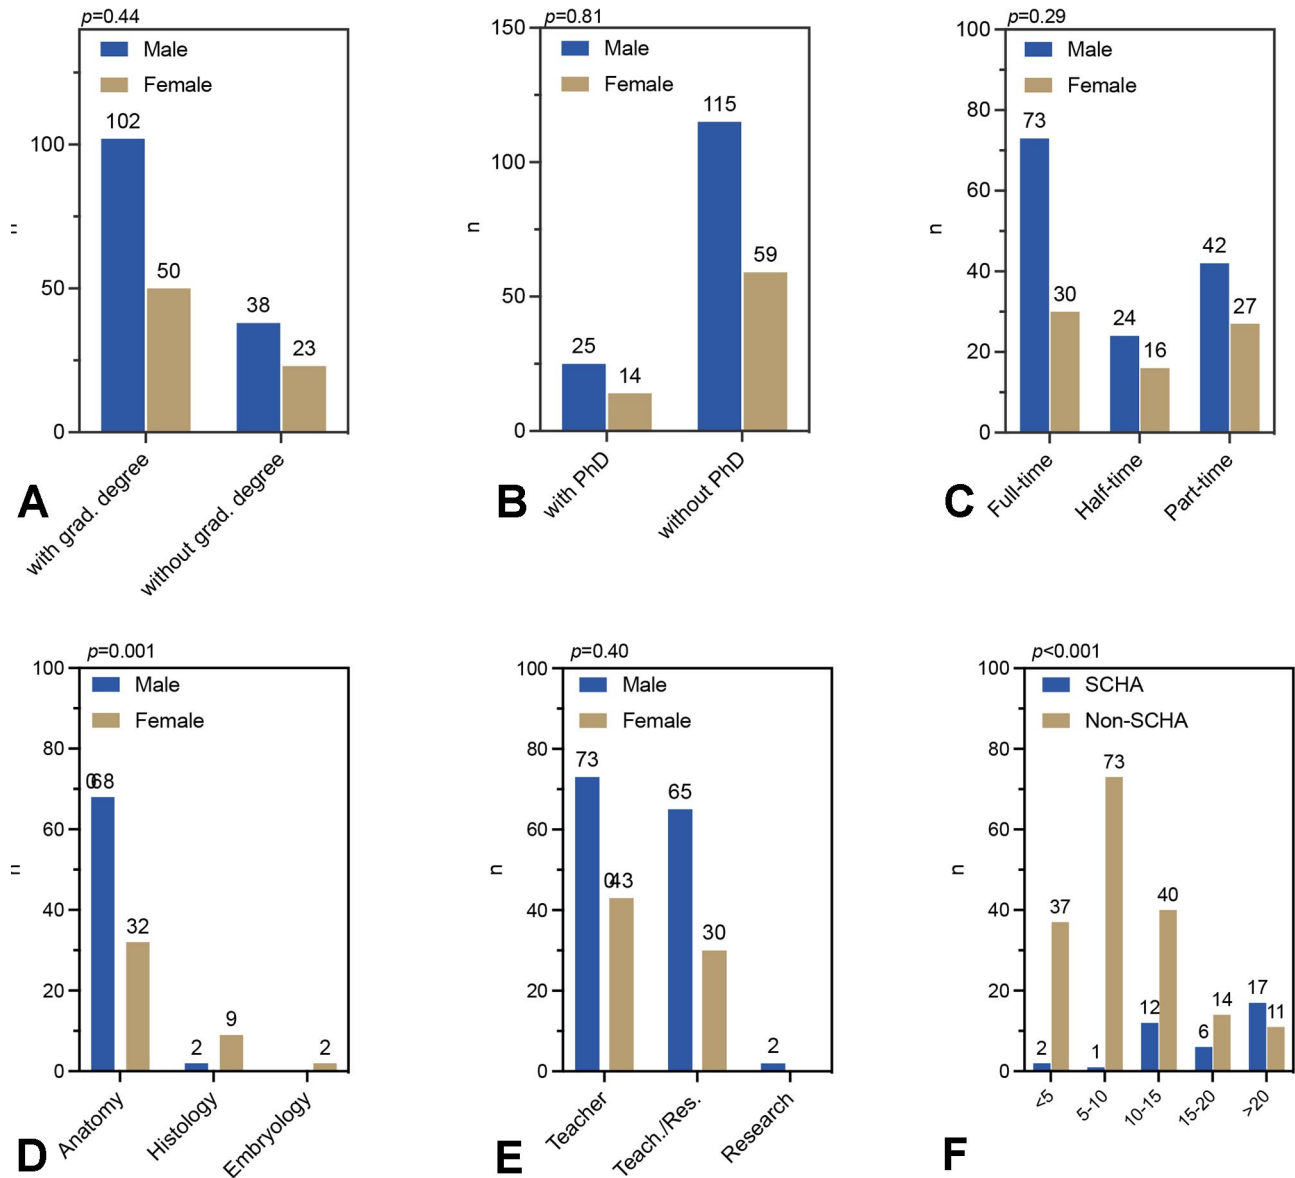 p=0.44
Male
Female
102
50
38
23
100
50
0
n
with grad. degree
without grad. degree
A
p=0.81
150
Male
Female
115
100
59
50
25
14
0
n
with PhD
without PhD
B
p=0.29
100
Male
Female
80
73
60
42
40
30
27
24
16
20
0
n
Full-time
Half-time
Part-time
C
p=0.001
100
Male
Female
80
068
60
40
32
20
9
2
2
0
n
Anatomy
Histology
Embryology
D
p=0.40
100
Male
Female
80
73
65
60
043
40
30
20
2
0
n
Teacher
Teach./Res.
Research
E
p<0.001
100
SCHA
Non-SCHA
80
73
60
40
37
40
20
17
14
12
11
6
2
1
0
n
<5
5-10
10-15
15-20
>20
F